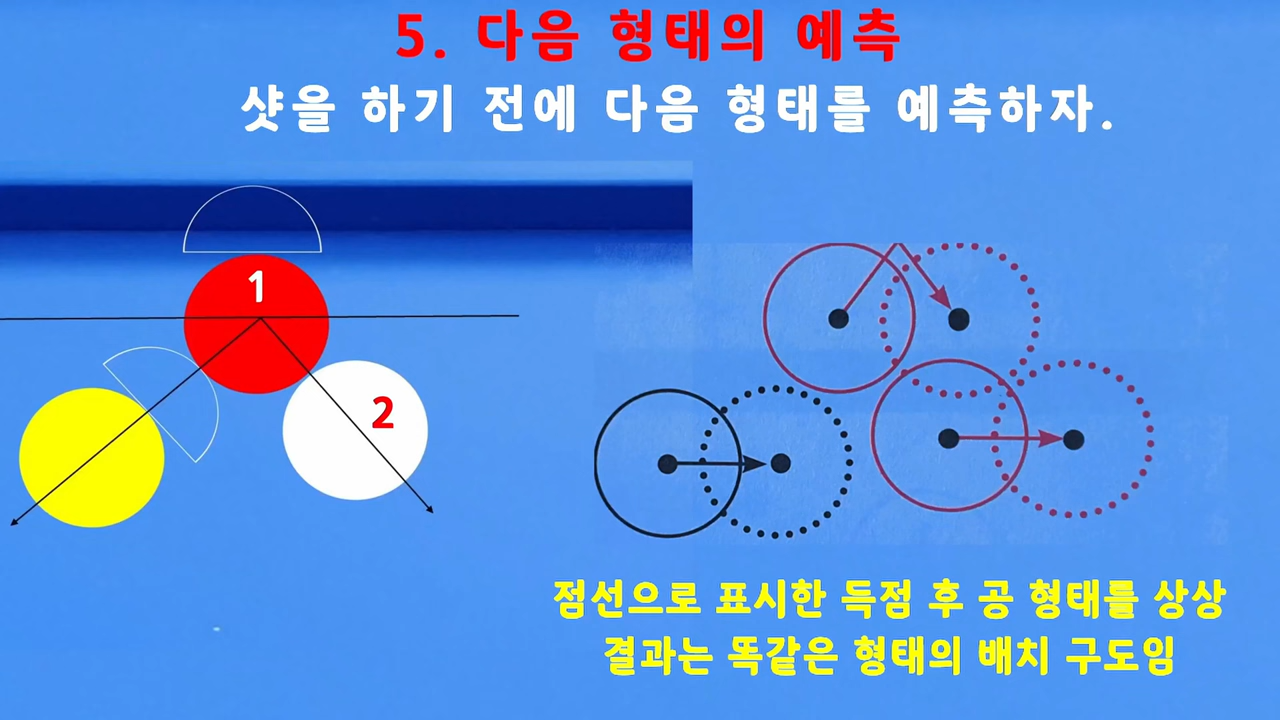 5. 다음 형태의 예측
샷을 하기 전에 다음 형태를 예측하자.
1
2
점선으로 표시한 득점 후 공 형태를 상상
결과는 똑같은 형태의 배치 구도임